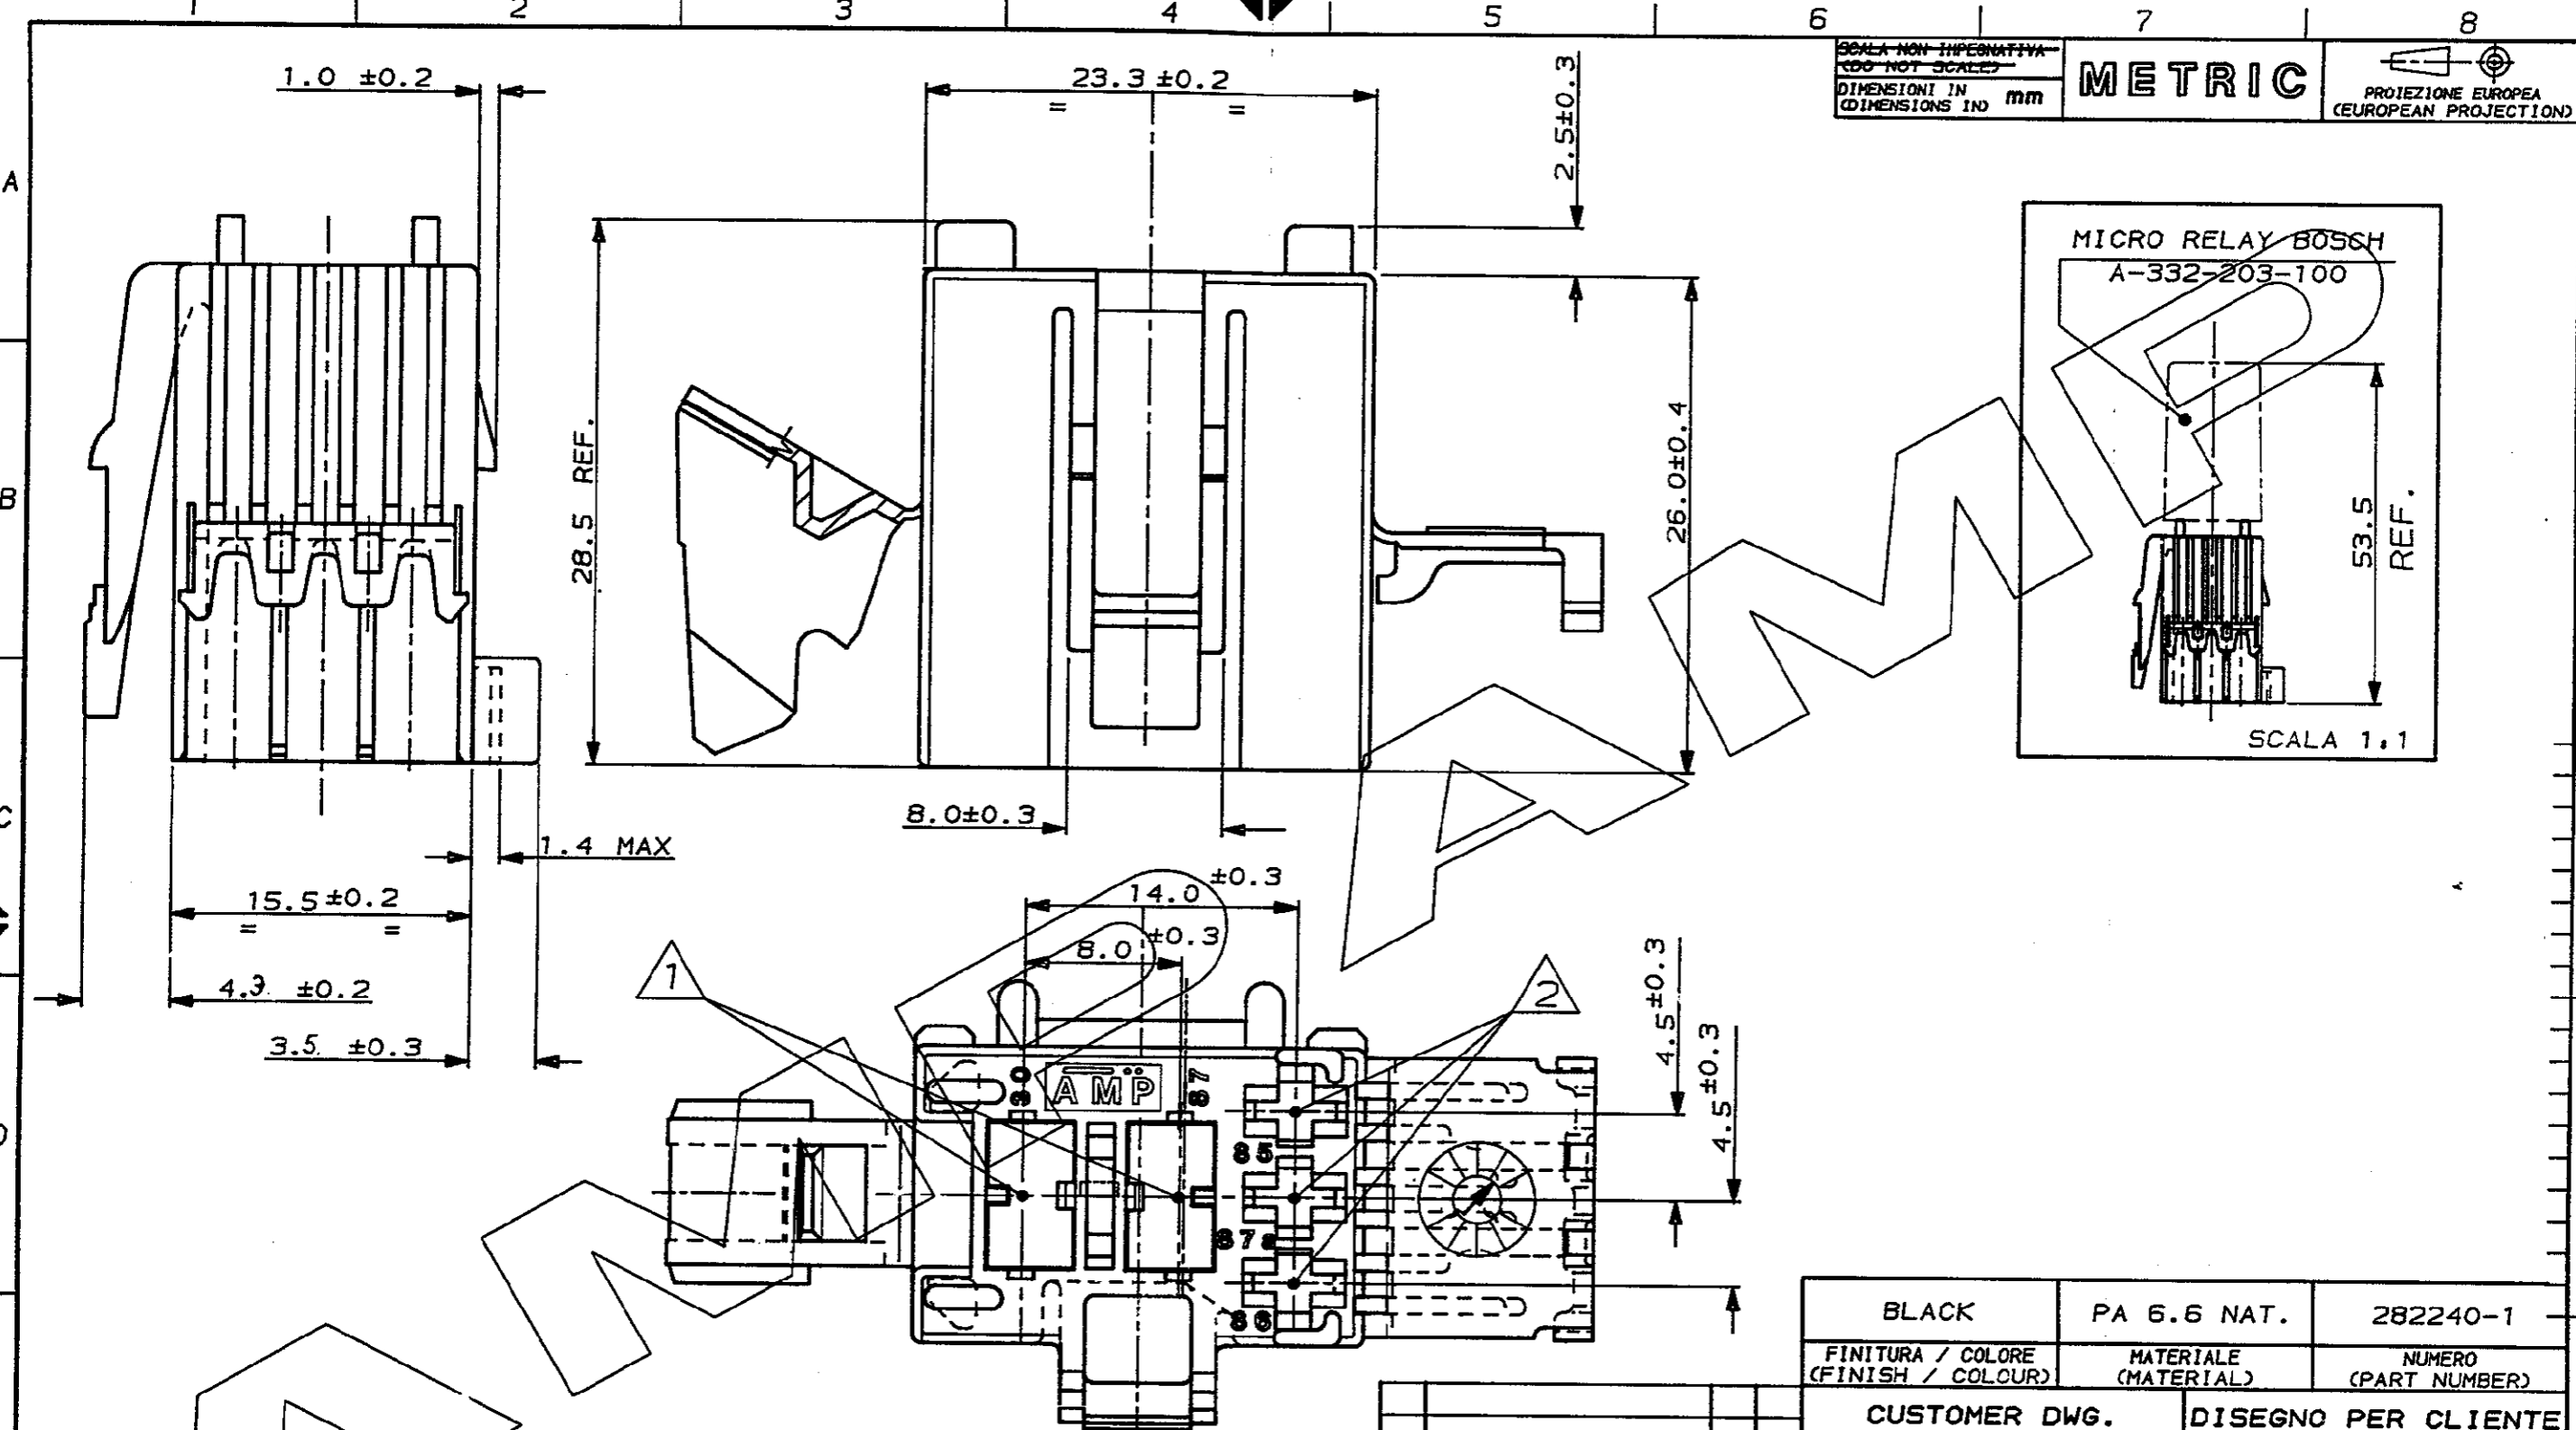 2 3 4 5 6 7 8
A
B
C
SCALA NON IMPEGNATIVA
(DO NOT SCALE)
DIMENSIONI IN
(DIMENSIONS IN) mm
METRIC
PROIEZIONE EUROPEA
(EUROPEAN PROJECTION)
1.0 ±0.2
23.3 ±0.2
= =
2.5±0.3
28.5 REF.
26.0±0.4
8.0±0.3
1.4 MAX
15.5 ±0.2
= =
4.3 ±0.2
3.5 ±0.3
MICRO RELAY BOSCH
A-332-203-100
53.5
REF.
SCALA 1:1
14.0 ±0.3
8.0 ±0.3
1
2
4.5 ±0.3
4.5 ±0.3
30
AMP
87
85
87a
86
CAMPIONE
BLACK
PA 6.6 NAT.
282240-1
FINITURA / COLORE
(FINISH / COLOUR)
MATERIALE
(MATERIAL)
NUMERO
(PART NUMBER)
CUSTOMER DWG.
DISEGNO PER CLIENTE